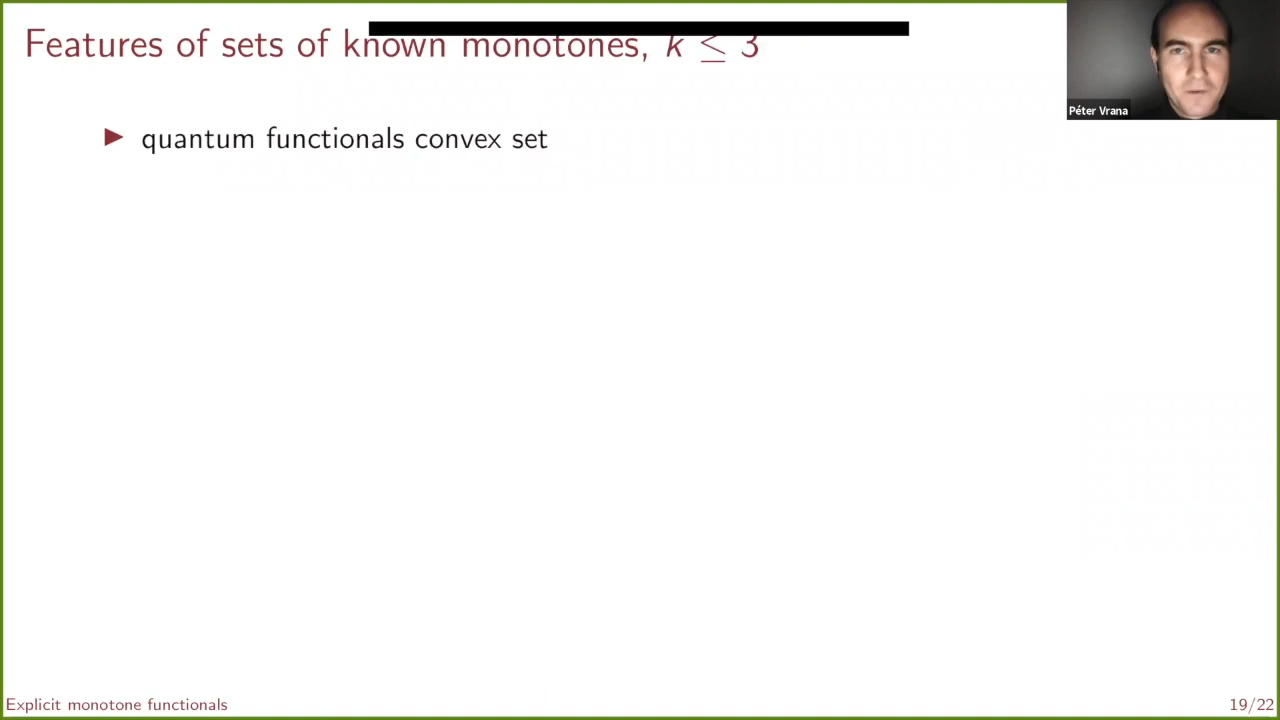 Features of sets of known monotones, k ≤ 3
Péter Vrana
▶ quantum functionals convex set
Explicit monotone functionals
19/22